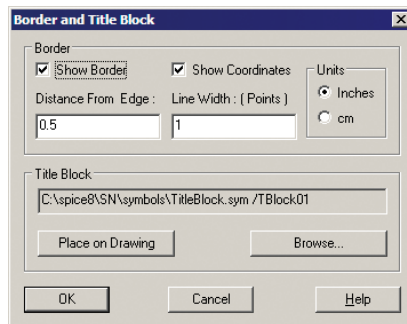 Border and Title Block
Border
Show Border
Show Coordinates
Units
Inches
cm
Distance From Edge :
Line Width : ( Points )
0.5
1
Title Block
C:\spice8\SN\symbols\TitleBlock.sym /TBlock01
Place on Drawing
Browse...
OK
Cancel
Help